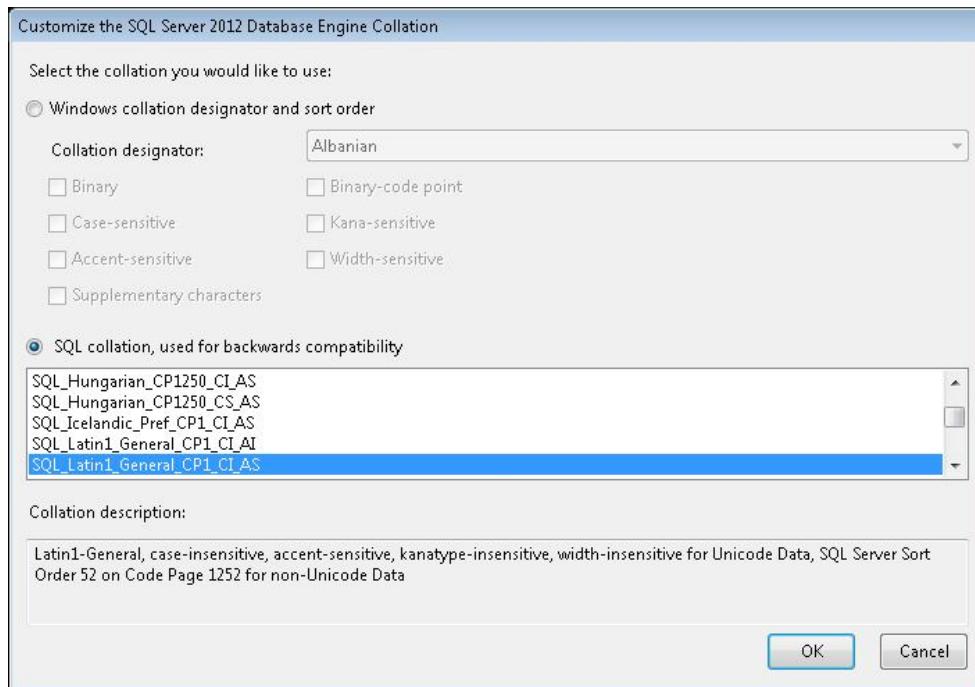 Customize the SQL Server 2012 Database Engine Collation
Select the collation you would like to use:
Windows collation designator and sort order
Collation designator: Albanian
Binary Binary-code point
Case-sensitive Kana-sensitive
Accent-sensitive Width-sensitive
Supplementary characters
SQL collation, used for backwards compatibility
SQL_Hungarian_CP1250_CI_AS
SQL_Hungarian_CP1250_CS_AS
SQL_Icelandic_Pref_CP1_CI_AS
SQL_Latin1_General_CP1_CI_AI
SQL_Latin1_General_CP1_CI_AS
Collation description:
Latin1-General, case-insensitive, accent-sensitive, kanatype-insensitive, width-insensitive for Unicode Data, SQL Server Sort
Order 52 on Code Page 1252 for non-Unicode Data
OK Cancel